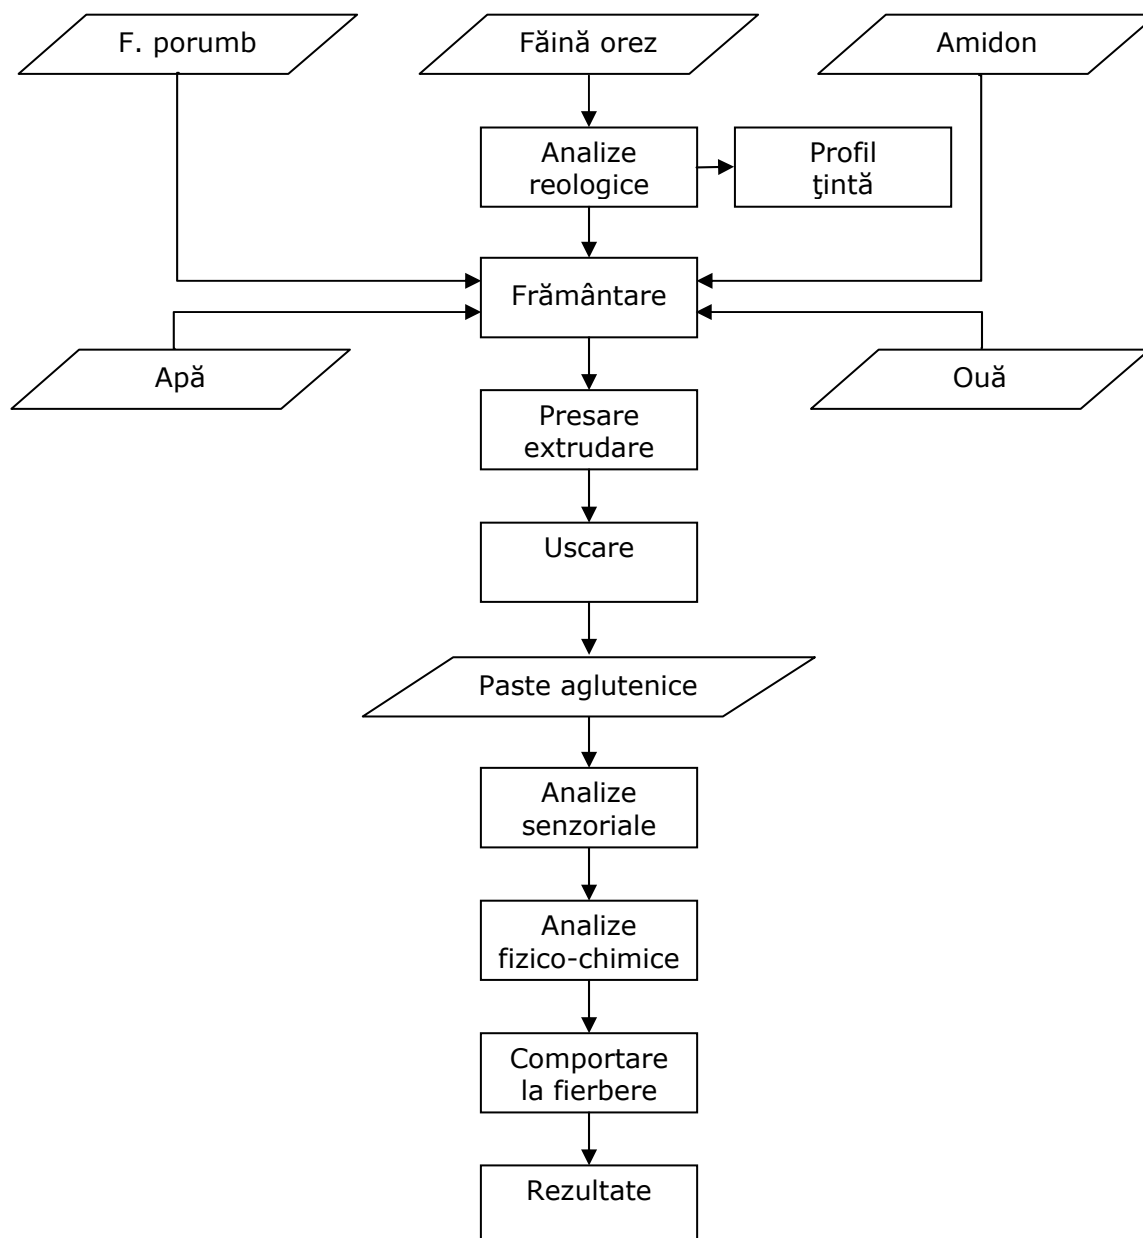 F. porumb
Făină orez
Amidon
Analize
reologice
Profil
ţintă
Frământare
Apă
Ouă
Presare
extrudare
Uscare
Paste aglutenice
Analize
senzoriale
Analize
fizico-chimice
Comportare
la fierbere
Rezultate